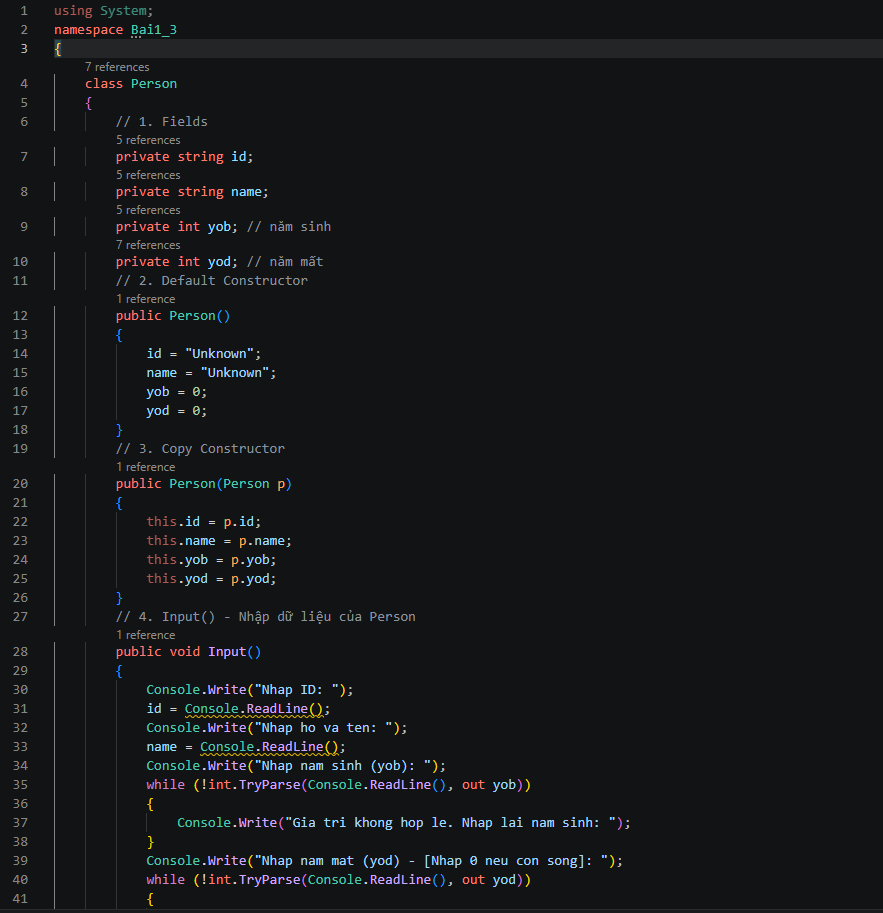 1 using System;
2 namespace Bai1_3
3 {
7 references
4 class Person
5 {
6 // 1. Fields
5 references
7 private string id;
5 references
8 private string name;
5 references
9 private int yob; // năm sinh
7 references
10 private int yod; // năm mất
11 // 2. Default Constructor
1 reference
12 public Person()
13 {
14 id = "Unknown";
15 name = "Unknown";
16 yob = 0;
17 yod = 0;
18 }
19 // 3. Copy Constructor
1 reference
20 public Person(Person p)
21 {
22 this.id = p.id;
23 this.name = p.name;
24 this.yob = p.yob;
25 this.yod = p.yod;
26 }
27 // 4. Input() - Nhập dữ liệu của Person
1 reference
28 public void Input()
29 {
30 Console.Write("Nhap ID: ");
31 id = Console.ReadLine();
32 Console.Write("Nhap ho va ten: ");
33 name = Console.ReadLine();
34 Console.Write("Nhap nam sinh (yob): ");
35 while (!int.TryParse(Console.ReadLine(), out yob))
36 {
37 Console.Write("Gia tri khong hop le. Nhap lai nam sinh: ");
38 }
39 Console.Write("Nhap nam mat (yod) - [Nhap 0 neu con song]: ");
40 while (!int.TryParse(Console.ReadLine(), out yod))
41 {